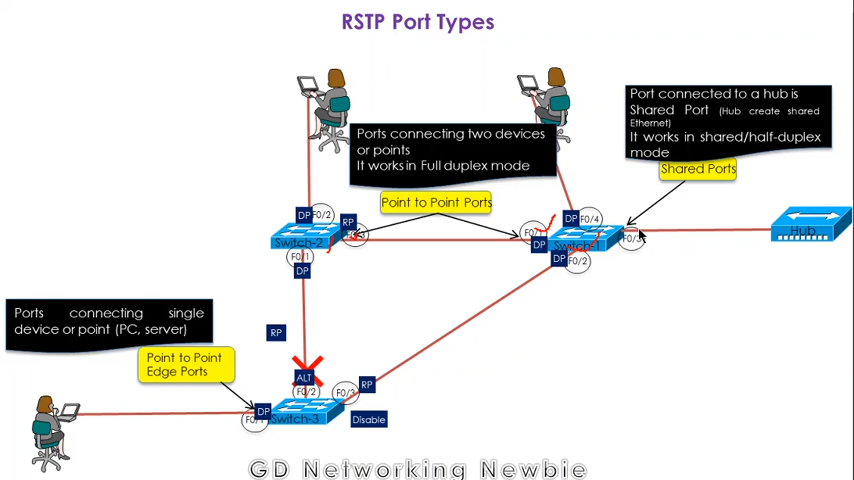 RSTP Port Types
Port connected to a hub is
Shared Port (Hub create shared
Ethernet)
It works in shared/half-duplex
mode
Shared Ports
Ports connecting two devices
or points
It works in Full duplex mode
Point to Point Ports
DP
F0/2
RP
Switch-2
F0/1
DP
F0/1
DP
DP
F0/4
Switch-1
DP
F0/2
F0/3
Hub
Ports connecting single
device or point (PC, server)
Point to Point
Edge Ports
RP
ALT
F0/2
F0/3
RP
DP
F0/1
Switch-3
Disable
GD Networking Newbie